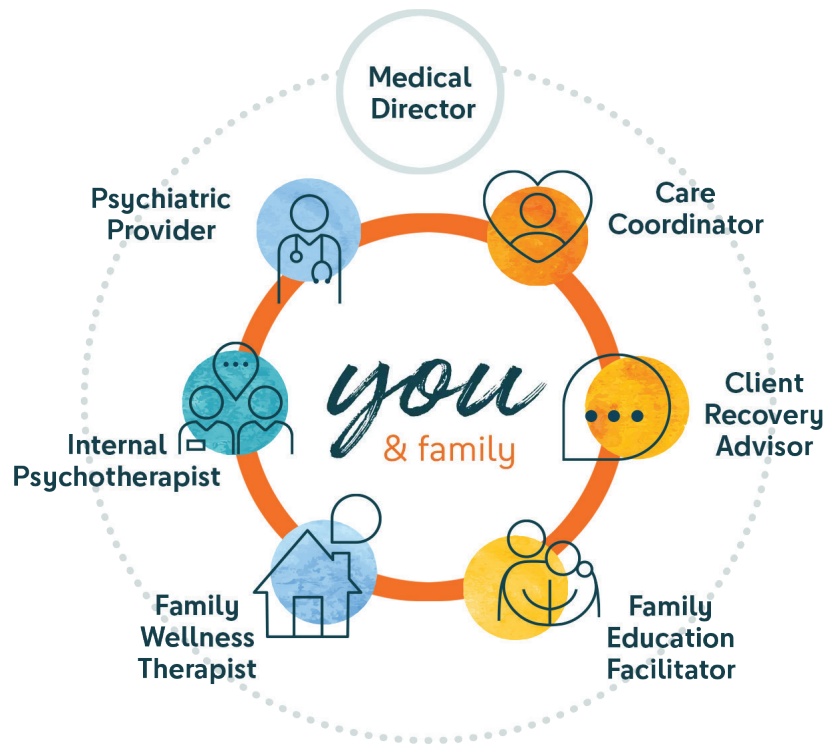 Medical
Director
Psychiatric
Provider
Care
Coordinator
you
& family
Client
Recovery
Advisor
Internal
Psychotherapist
Family
Wellness
Therapist
Family
Education
Facilitator